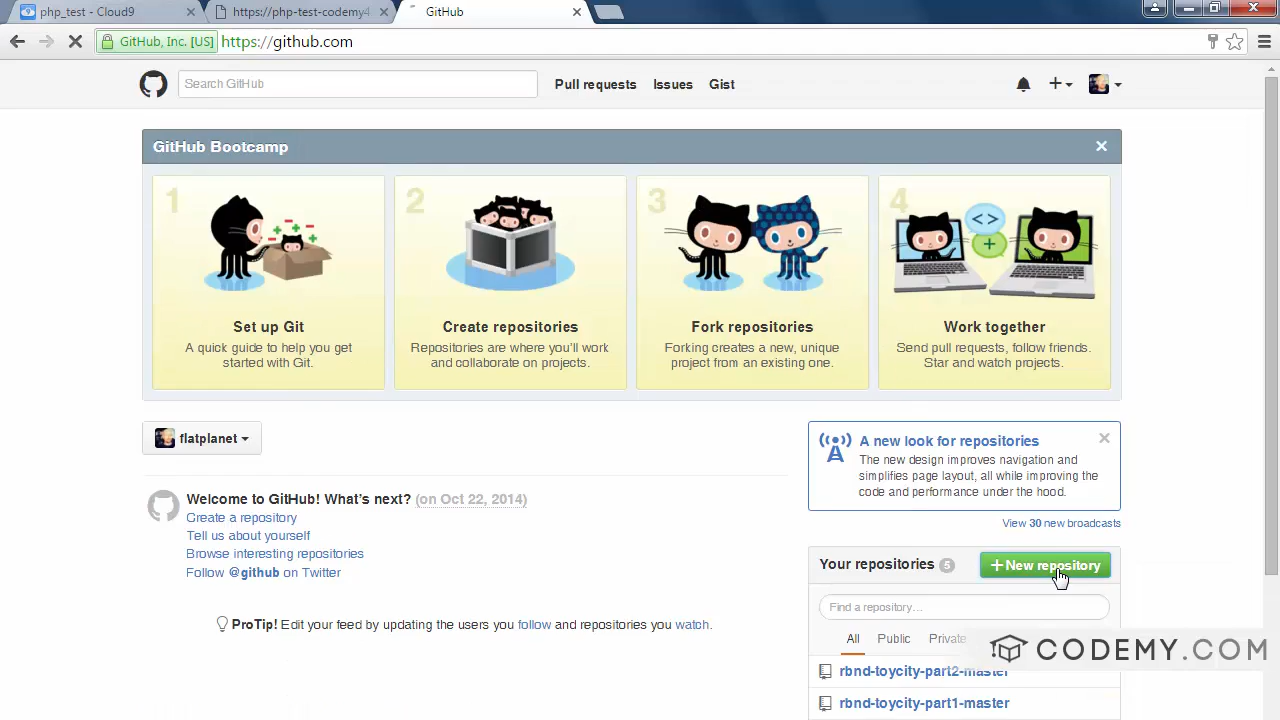 php_test - Cloud9
https://php-test-codemy4
GitHub
GitHub, Inc. [US]
https://github.com
Search GitHub
Pull requests
Issues
Gist
GitHub Bootcamp
1
2
3
4
Set up Git
A quick guide to help you get
started with Git.
Create repositories
Repositories are where you'll work
and collaborate on projects.
Fork repositories
Forking creates a new, unique
project from an existing one.
Work together
Send pull requests, follow friends.
Star and watch projects.
flatplanet
A new look for repositories
The new design improves navigation and
simplifies page layout, all while improving the
code and performance under the hood.
View 30 new broadcasts
Welcome to GitHub! What's next? (on Oct 22, 2014)
Create a repository
Tell us about yourself
Browse interesting repositories
Follow @github on Twitter
ProTip! Edit your feed by updating the users you follow and repositories you watch.
Your repositories 5
+New repository
Find a repository...
All
Public
Private
CODEMY.COM
rbnd-toycity-part2-master
rbnd-toycity-part1-master